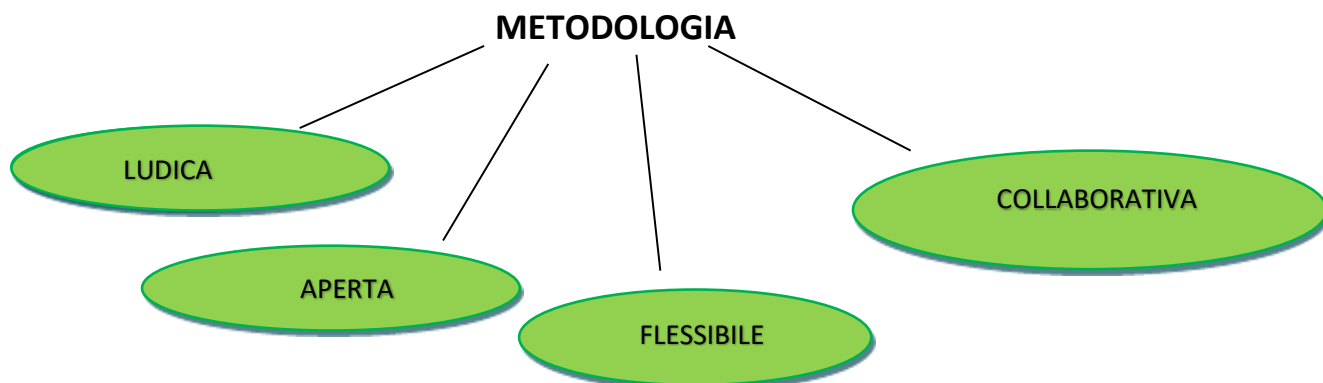 METODOLOGIA
LUDICA
COLLABORATIVA
APERTA
FLESSIBILE